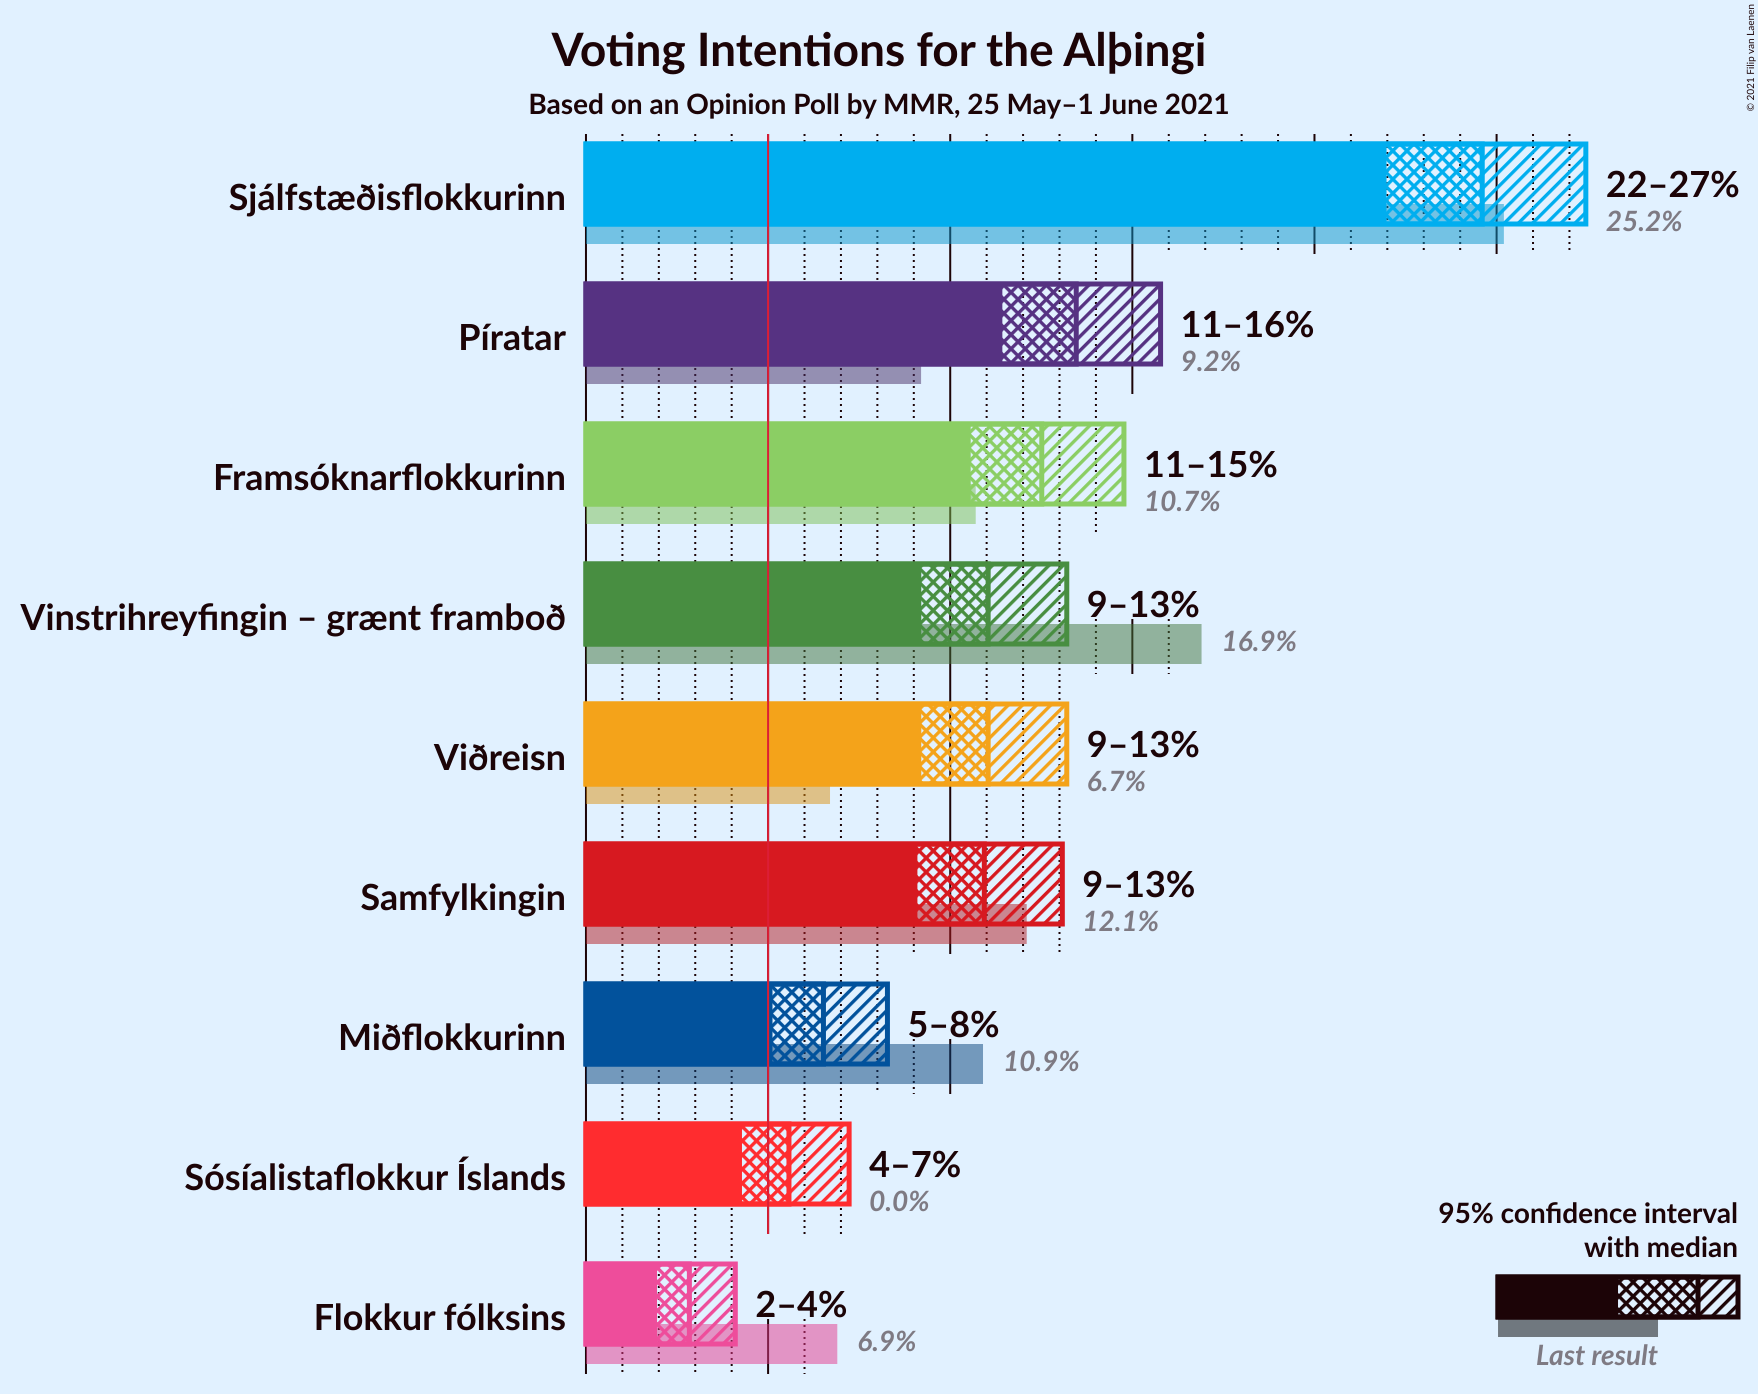 Voting Intentions for the Alþingi
Based on an Opinion Poll by MMR, 25 May–1 June 2021
© 2021 Filip van Laenen
Sjálfstæðisflokkurinn
22–27%
25.2%
Píratar
11–16%
9.2%
Framsóknarflokkurinn
11–15%
10.7%
Vinstrihreyfingin – grænt framboð
9–13%
16.9%
Viðreisn
9–13%
6.7%
Samfylkingin
9–13%
12.1%
Miðflokkurinn
5–8%
10.9%
Sósíalistaflokkur Íslands
4–7%
0.0%
Flokkur fólksins
2–4%
6.9%
95% confidence interval
with median
Last result